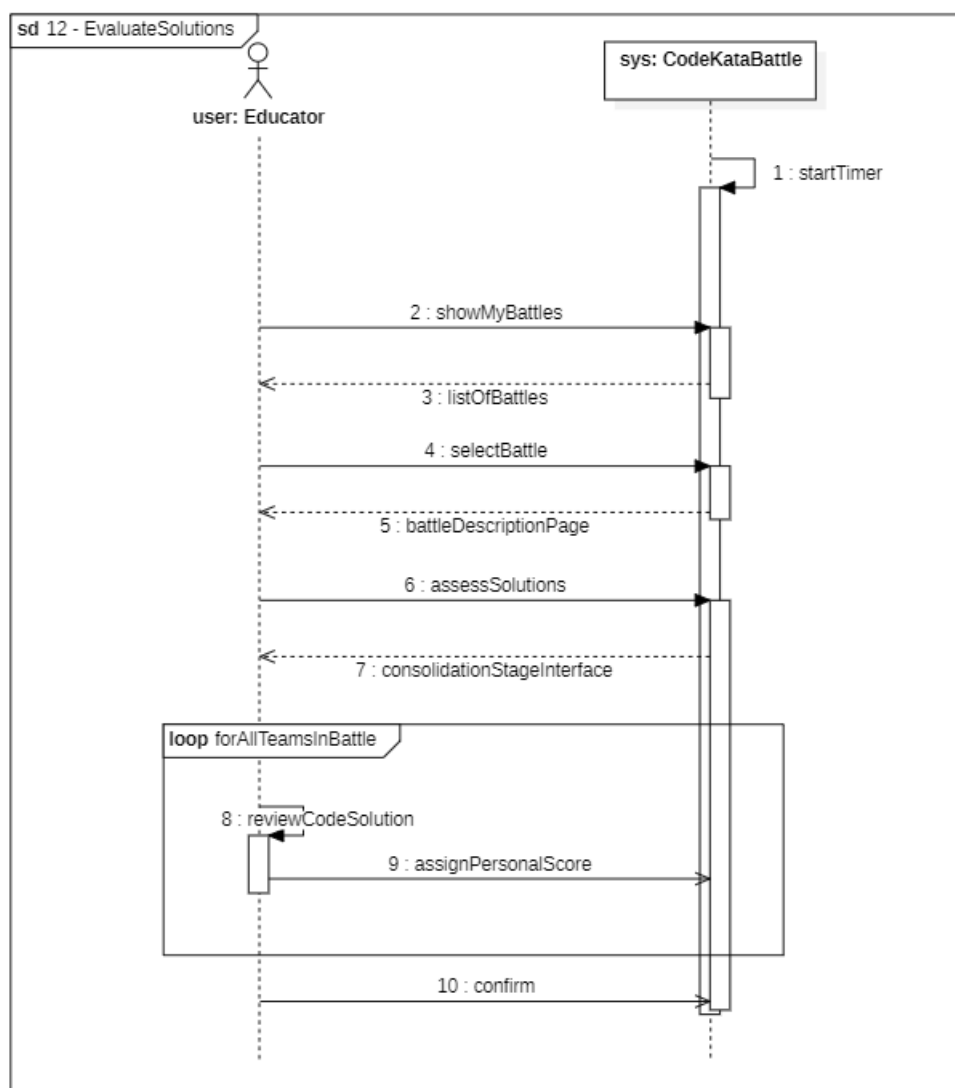 sd 12 - EvaluateSolutions
sys: CodeKataBattle
user: Educator
1 : startTimer
2 : showMyBattles
3 : listOfBattles
4 : selectBattle
5 : battleDescriptionPage
6 : assessSolutions
7 : consolidationStageInterface
loop forAllTeamsInBattle
8 : reviewCodeSolution
9 : assignPersonalScore
10 : confirm